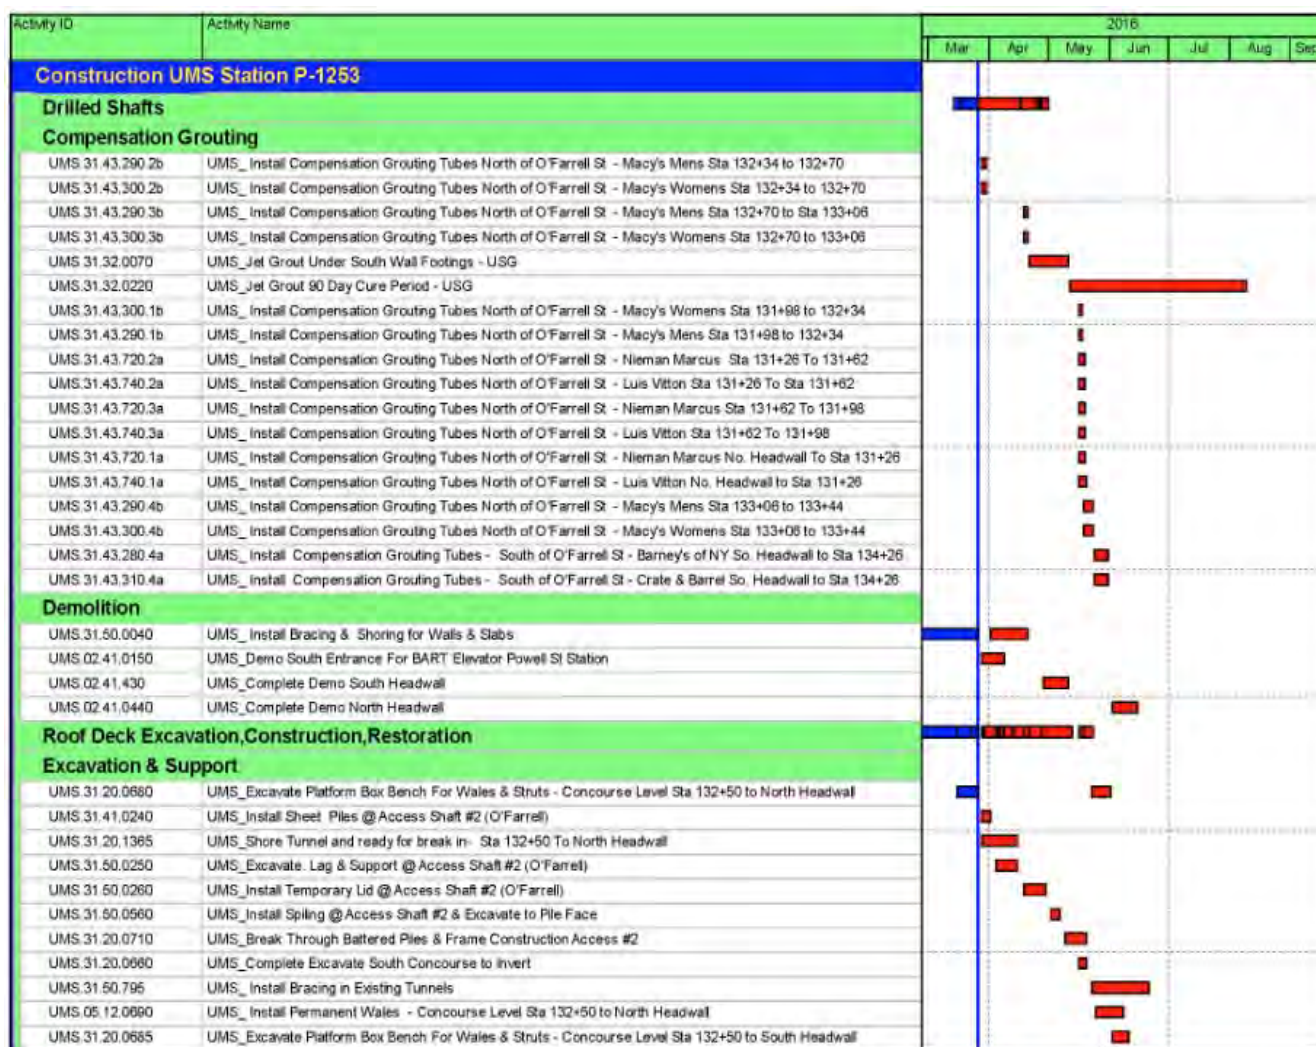 Activity ID Activity Name 2016
Mar Apr May Jun Jul Aug Sep
Construction UMS Station P-1253
Drilled Shafts
Compensation Grouting
UMS.31.43.290.2b UMS_ Install Compensation Grouting Tubes North of O'Farrell St - Macy's Mens Sta 132+34 to 132+70
UMS.31.43.300.2b UMS_ Install Compensation Grouting Tubes North of O'Farrell St - Macy's Womens Sta 132+34 to 132+70
UMS.31.43.290.3b UMS_ Install Compensation Grouting Tubes North of O'Farrell St - Macy's Mens Sta 132+70 to Sta 133+06
UMS.31.43.300.3b UMS_ Install Compensation Grouting Tubes North of O'Farrell St - Macy's Womens Sta 132+70 to 133+06
UMS.31.32.0070 UMS_Jet Grout Under South Wall Footings - USG
UMS.31.32.0220 UMS_Jet Grout 90 Day Cure Period - USG
UMS.31.43.300.1b UMS_ Install Compensation Grouting Tubes North of O'Farrell St - Macy's Womens Sta 131+98 to 132+34
UMS.31.43.290.1b UMS_ Install Compensation Grouting Tubes North of O'Farrell St - Macy's Mens Sta 131+98 to 132+34
UMS.31.43.720.2a UMS_ Install Compensation Grouting Tubes North of O'Farrell St - Nieman Marcus Sta 131+26 To 131+62
UMS.31.43.740.2a UMS_ Install Compensation Grouting Tubes North of O'Farrell St - Luis Vitton Sta 131+26 To Sta 131+62
UMS.31.43.720.3a UMS_ Install Compensation Grouting Tubes North of O'Farrell St - Nieman Marcus Sta 131+62 To 131+98
UMS.31.43.740.3a UMS_ Install Compensation Grouting Tubes North of O'Farrell St - Luis Vitton Sta 131+62 To 131+98
UMS.31.43.720.1a UMS_ Install Compensation Grouting Tubes North of O'Farrell St - Nieman Marcus No. Headwall To Sta 131+26
UMS.31.43.740.1a UMS_ Install Compensation Grouting Tubes North of O'Farrell St - Luis Vitton No. Headwall to Sta 131+26
UMS.31.43.290.4b UMS_ Install Compensation Grouting Tubes North of O'Farrell St - Macy's Mens Sta 133+06 to 133+44
UMS.31.43.300.4b UMS_ Install Compensation Grouting Tubes North of O'Farrell St - Macy's Womens Sta 133+06 to 133+44
UMS.31.43.280.4a UMS_ Install Compensation Grouting Tubes - South of O'Farrell St - Barney's of NY So. Headwall to Sta 134+26
UMS.31.43.310.4a UMS_ Install Compensation Grouting Tubes - South of O'Farrell St - Crate & Barrel So. Headwall to Sta 134+26
Demolition
UMS.31.50.0040 UMS_ Install Bracing & Shoring for Walls & Slabs
UMS.02.41.0150 UMS_Demo South Entrance For BART Elevator Powell St Station
UMS.02.41.430 UMS_Complete Demo South Headwall
UMS.02.41.0440 UMS_Complete Demo North Headwall
Roof Deck Excavation,Construction,Restoration
Excavation & Support
UMS.31.20.0680 UMS_Excavate Platform Box Bench For Wales & Struts - Concourse Level Sta 132+50 to North Headwall
UMS.31.41.0240 UMS_Install Sheet Piles @ Access Shaft #2 (O'Farrell)
UMS.31.20.1365 UMS_Shore Tunnel and ready for break in- Sta 132+50 To North Headwall
UMS.31.50.0250 UMS_Excavate. Lag & Support @ Access Shaft #2 (O'Farrell)
UMS.31.50.0260 UMS_Install Temporary Lid @ Access Shaft #2 (O'Farrell)
UMS.31.50.0560 UMS_Install Spiling @ Access Shaft #2 & Excavate to Pile Face
UMS.31.20.0710 UMS_Break Through Battered Piles & Frame Construction Access #2
UMS.31.20.0660 UMS_Complete Excavate South Concourse to Invert
UMS.31.50.795 UMS_ Install Bracing in Existing Tunnels
UMS.05.12.0690 UMS_ Install Permanent Wales - Concourse Level Sta 132+50 to North Headwall
UMS.31.20.0685 UMS_Excavate Platform Box Bench For Wales & Struts - Concourse Level Sta 132+50 to South Headwall